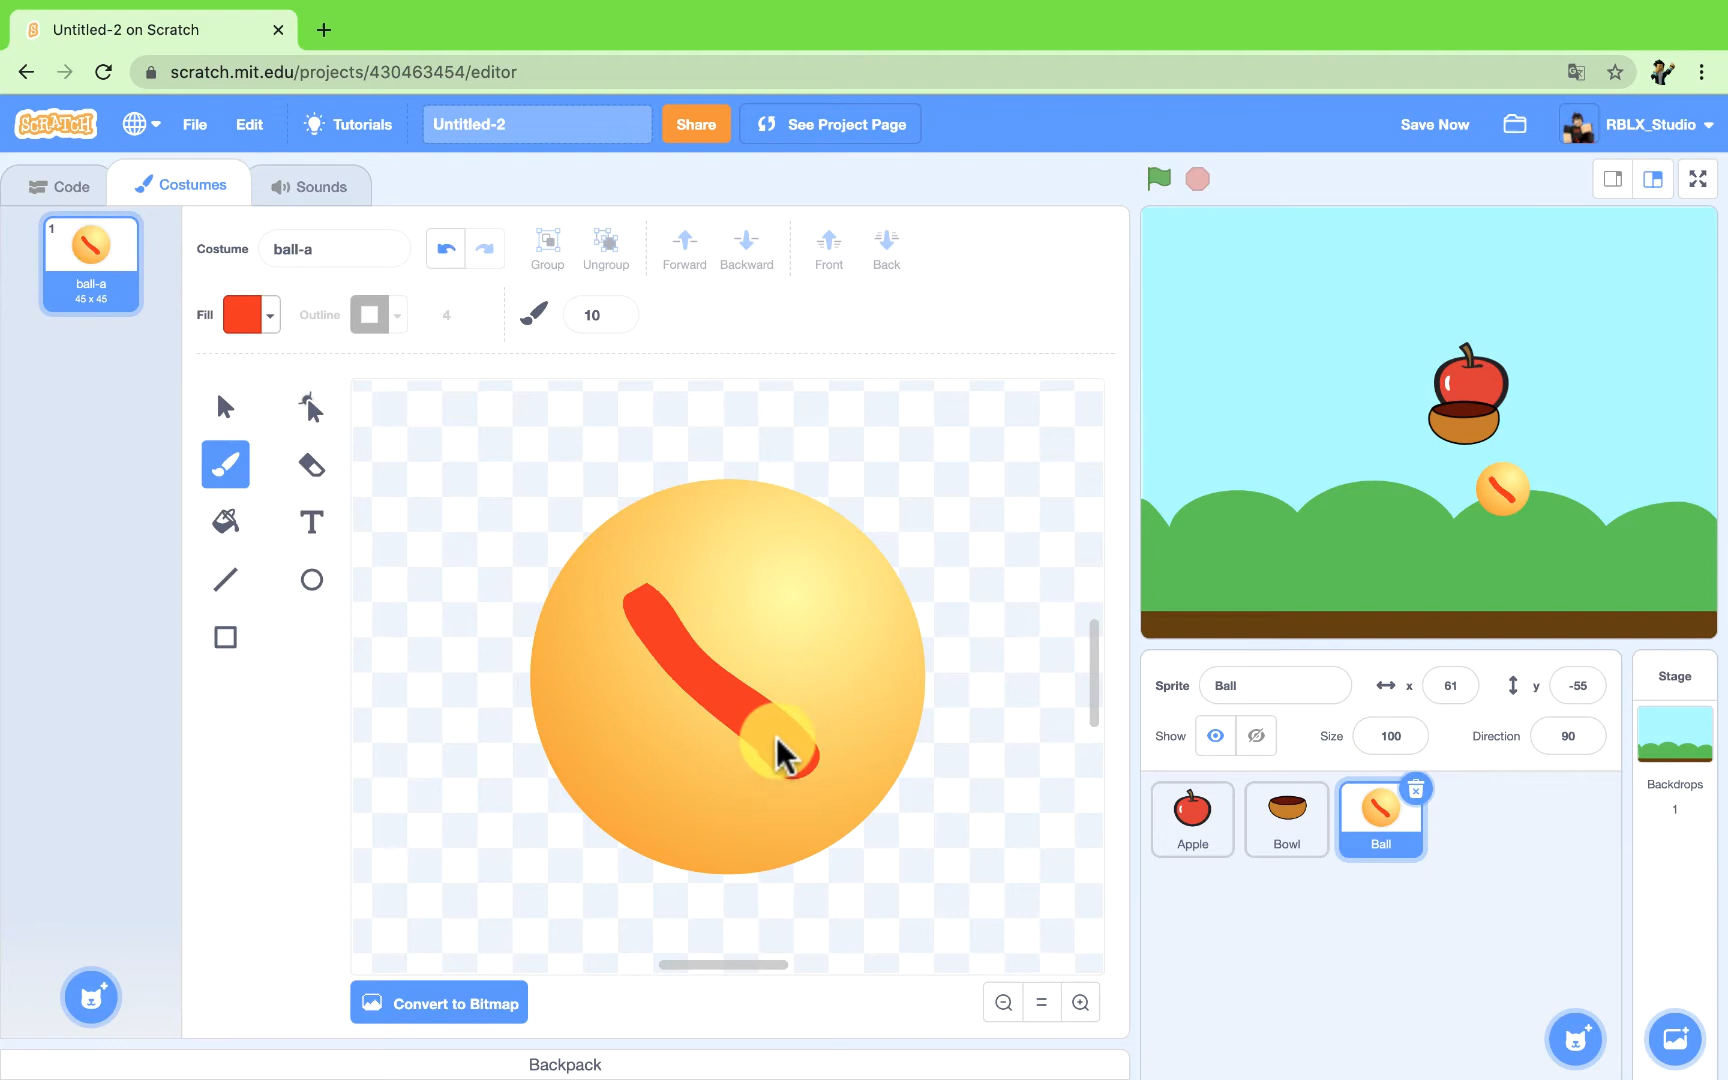 Untitled-2 on Scratch
scratch.mit.edu/projects/430463454/editor
SCRATCH
File
Edit
Tutorials
Untitled-2
Share
See Project Page
Save Now
RBLX_Studio
Code
Costumes
Sounds
1
ball-a
45 x 45
Costume
ball-a
Group
Ungroup
Forward
Backward
Front
Back
Fill
Outline
4
10
T
Convert to Bitmap
Backpack
Sprite
Ball
x
61
y
-55
Show
Size
100
Direction
90
Apple
Bowl
Ball
Stage
Backdrops
1